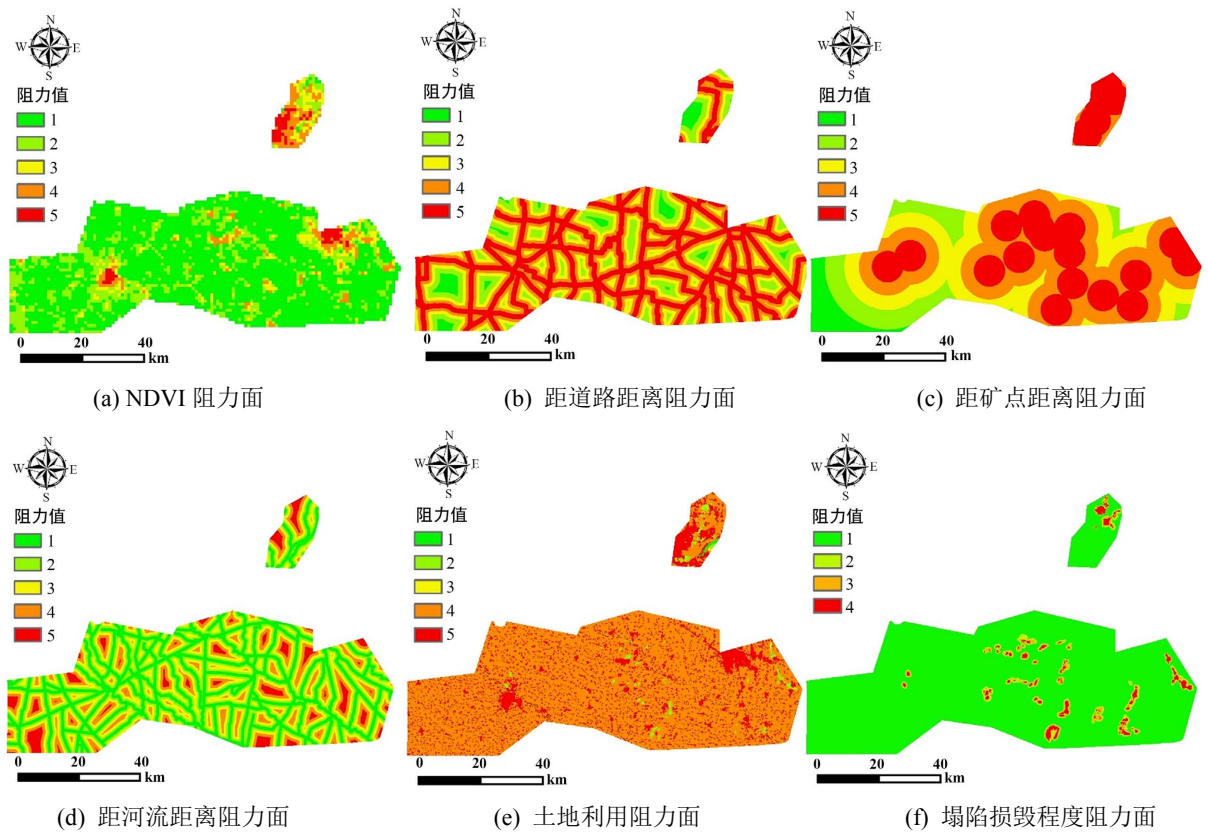 N
W E
S
阻力值
1
2
3
4
5
0 20 40
km
(a) NDVI 阻力面
N
W E
S
阻力值
1
2
3
4
5
0 20 40
km
(b) 距道路距离阻力面
N
W E
S
阻力值
1
2
3
4
5
0 20 40
km
(c) 距矿点距离阻力面
N
W E
S
阻力值
1
2
3
4
5
0 20 40
km
(d) 距河流距离阻力面
N
W E
S
阻力值
1
2
3
4
5
0 20 40
km
(e) 土地利用阻力面
N
W E
S
阻力值
1
2
3
4
0 20 40
km
(f) 塌陷损毁程度阻力面